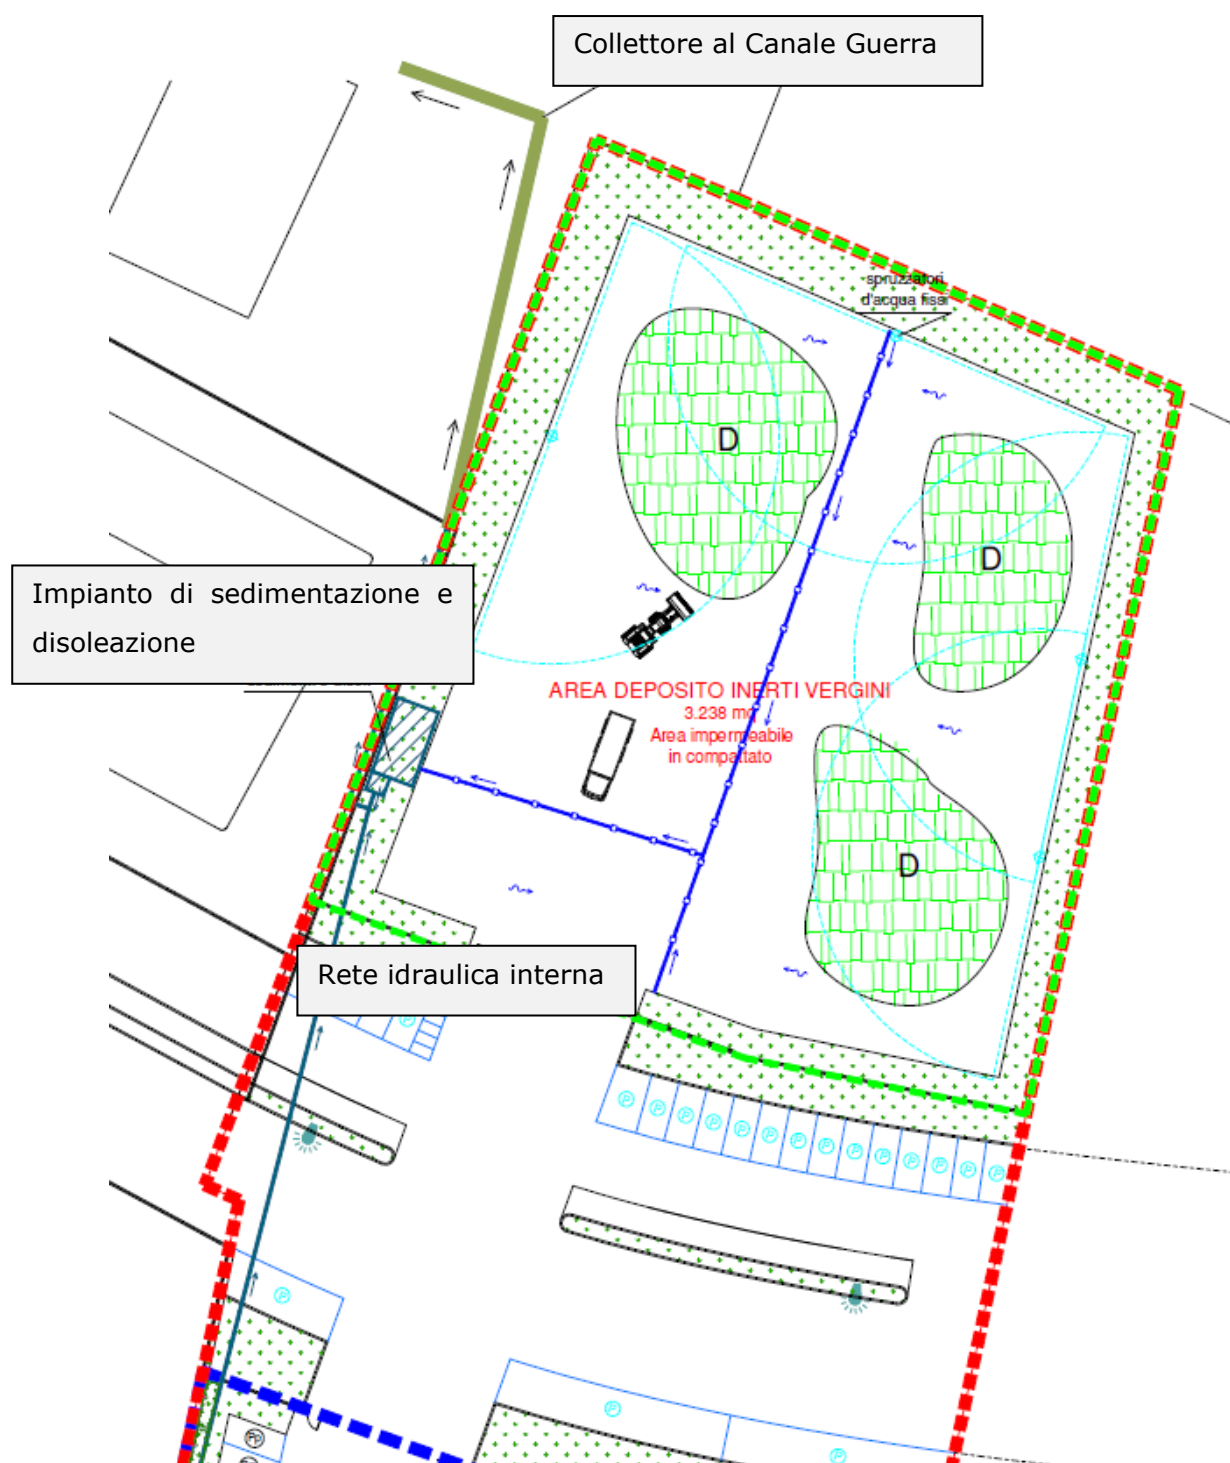 Collettore al Canale Guerra
spruzzatori
d'acqua fissi
D
D
Impianto di sedimentazione e
disoleazione
AREA DEPOSITO INERTI VERGINI
3.238 mq
Area impermeabile
in compattato
D
Rete idraulica interna
P
P P P P P P P P P P P P P P
P
P
P
PP